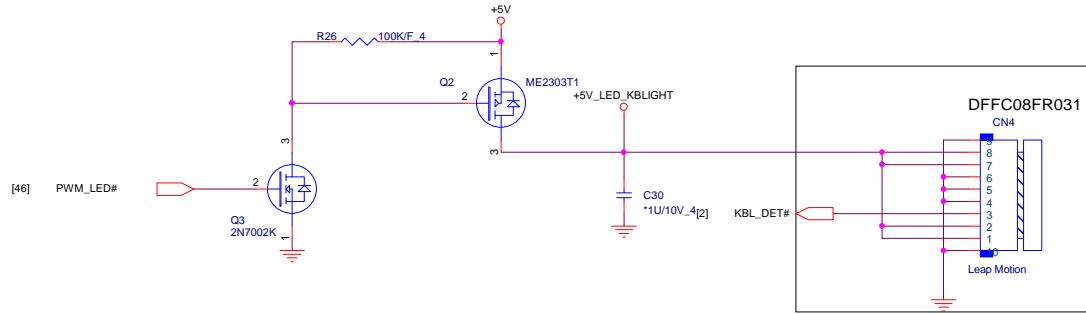 +5V
R26 100K/F_4
1
Q2 ME2303T1
2
+5V_LED_KBLIGHT
DFFC08FR031
CN4
3
3
9
8
7
6
5
4
3
2
1
10
[46] PWM_LED#
2
C30
*1U/10V_4
[2] KBL_DET#
Q3
2N7002K
1
Leap Motion